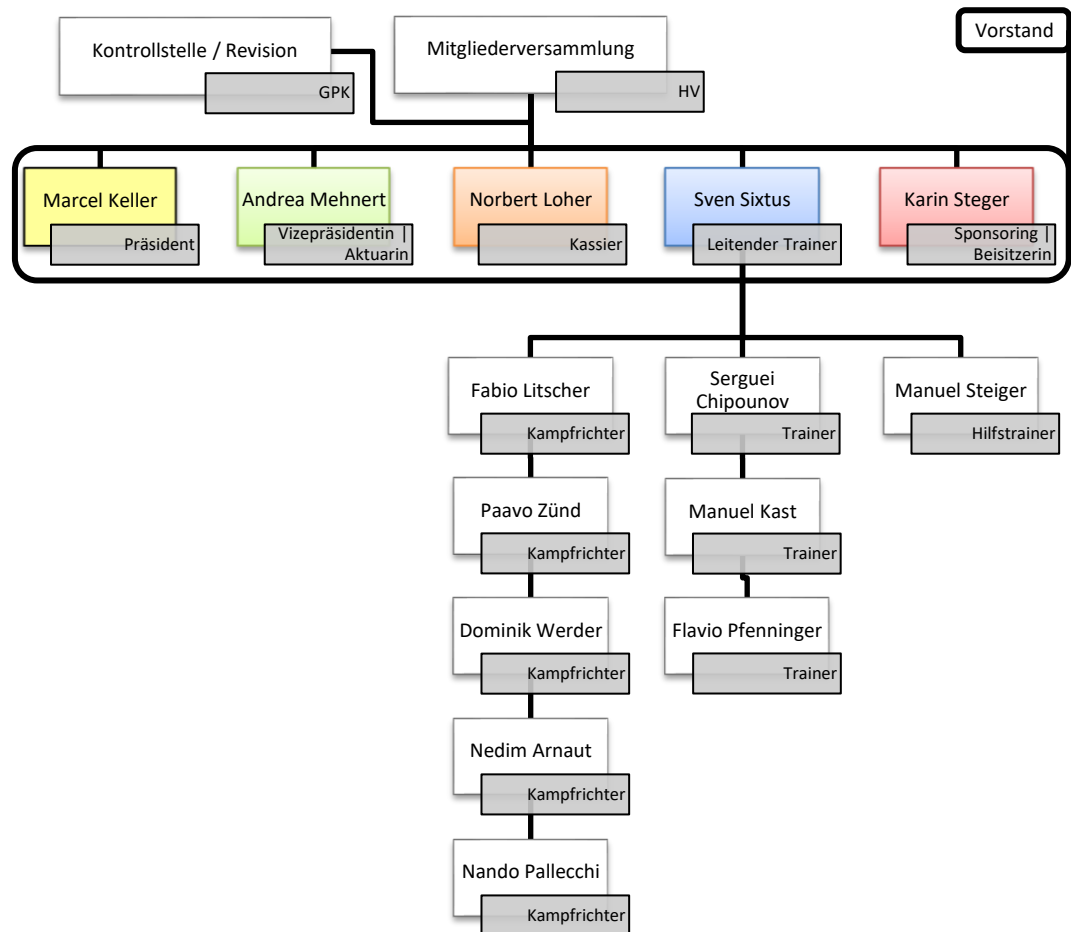 Kontrollstelle / Revision
GPK
Mitgliederversammlung
HV
Vorstand
Marcel Keller
Präsident
Andrea Mehnert
Vizepräsidentin |
Aktuarin
Norbert Loher
Kassier
Sven Sixtus
Leitender Trainer
Karin Steger
Sponsoring |
Beisitzerin
Fabio Litscher
Kampfrichter
Serguei
Chipounov
Trainer
Manuel Steiger
Hilfstrainer
Paavo Zünd
Kampfrichter
Manuel Kast
Trainer
Dominik Werder
Kampfrichter
Flavio Pfenninger
Trainer
Nedim Arnaut
Kampfrichter
Nando Pallecchi
Kampfrichter